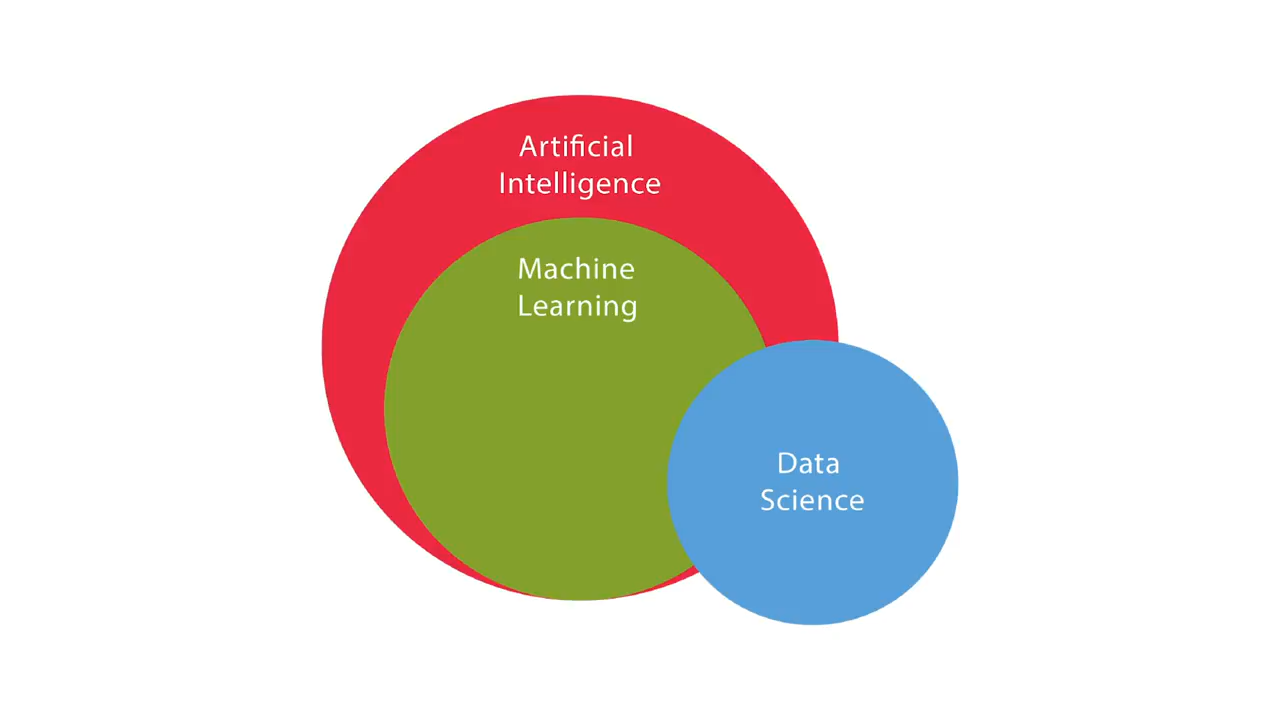 Artificial
Intelligence
Machine
Learning
Data
Science